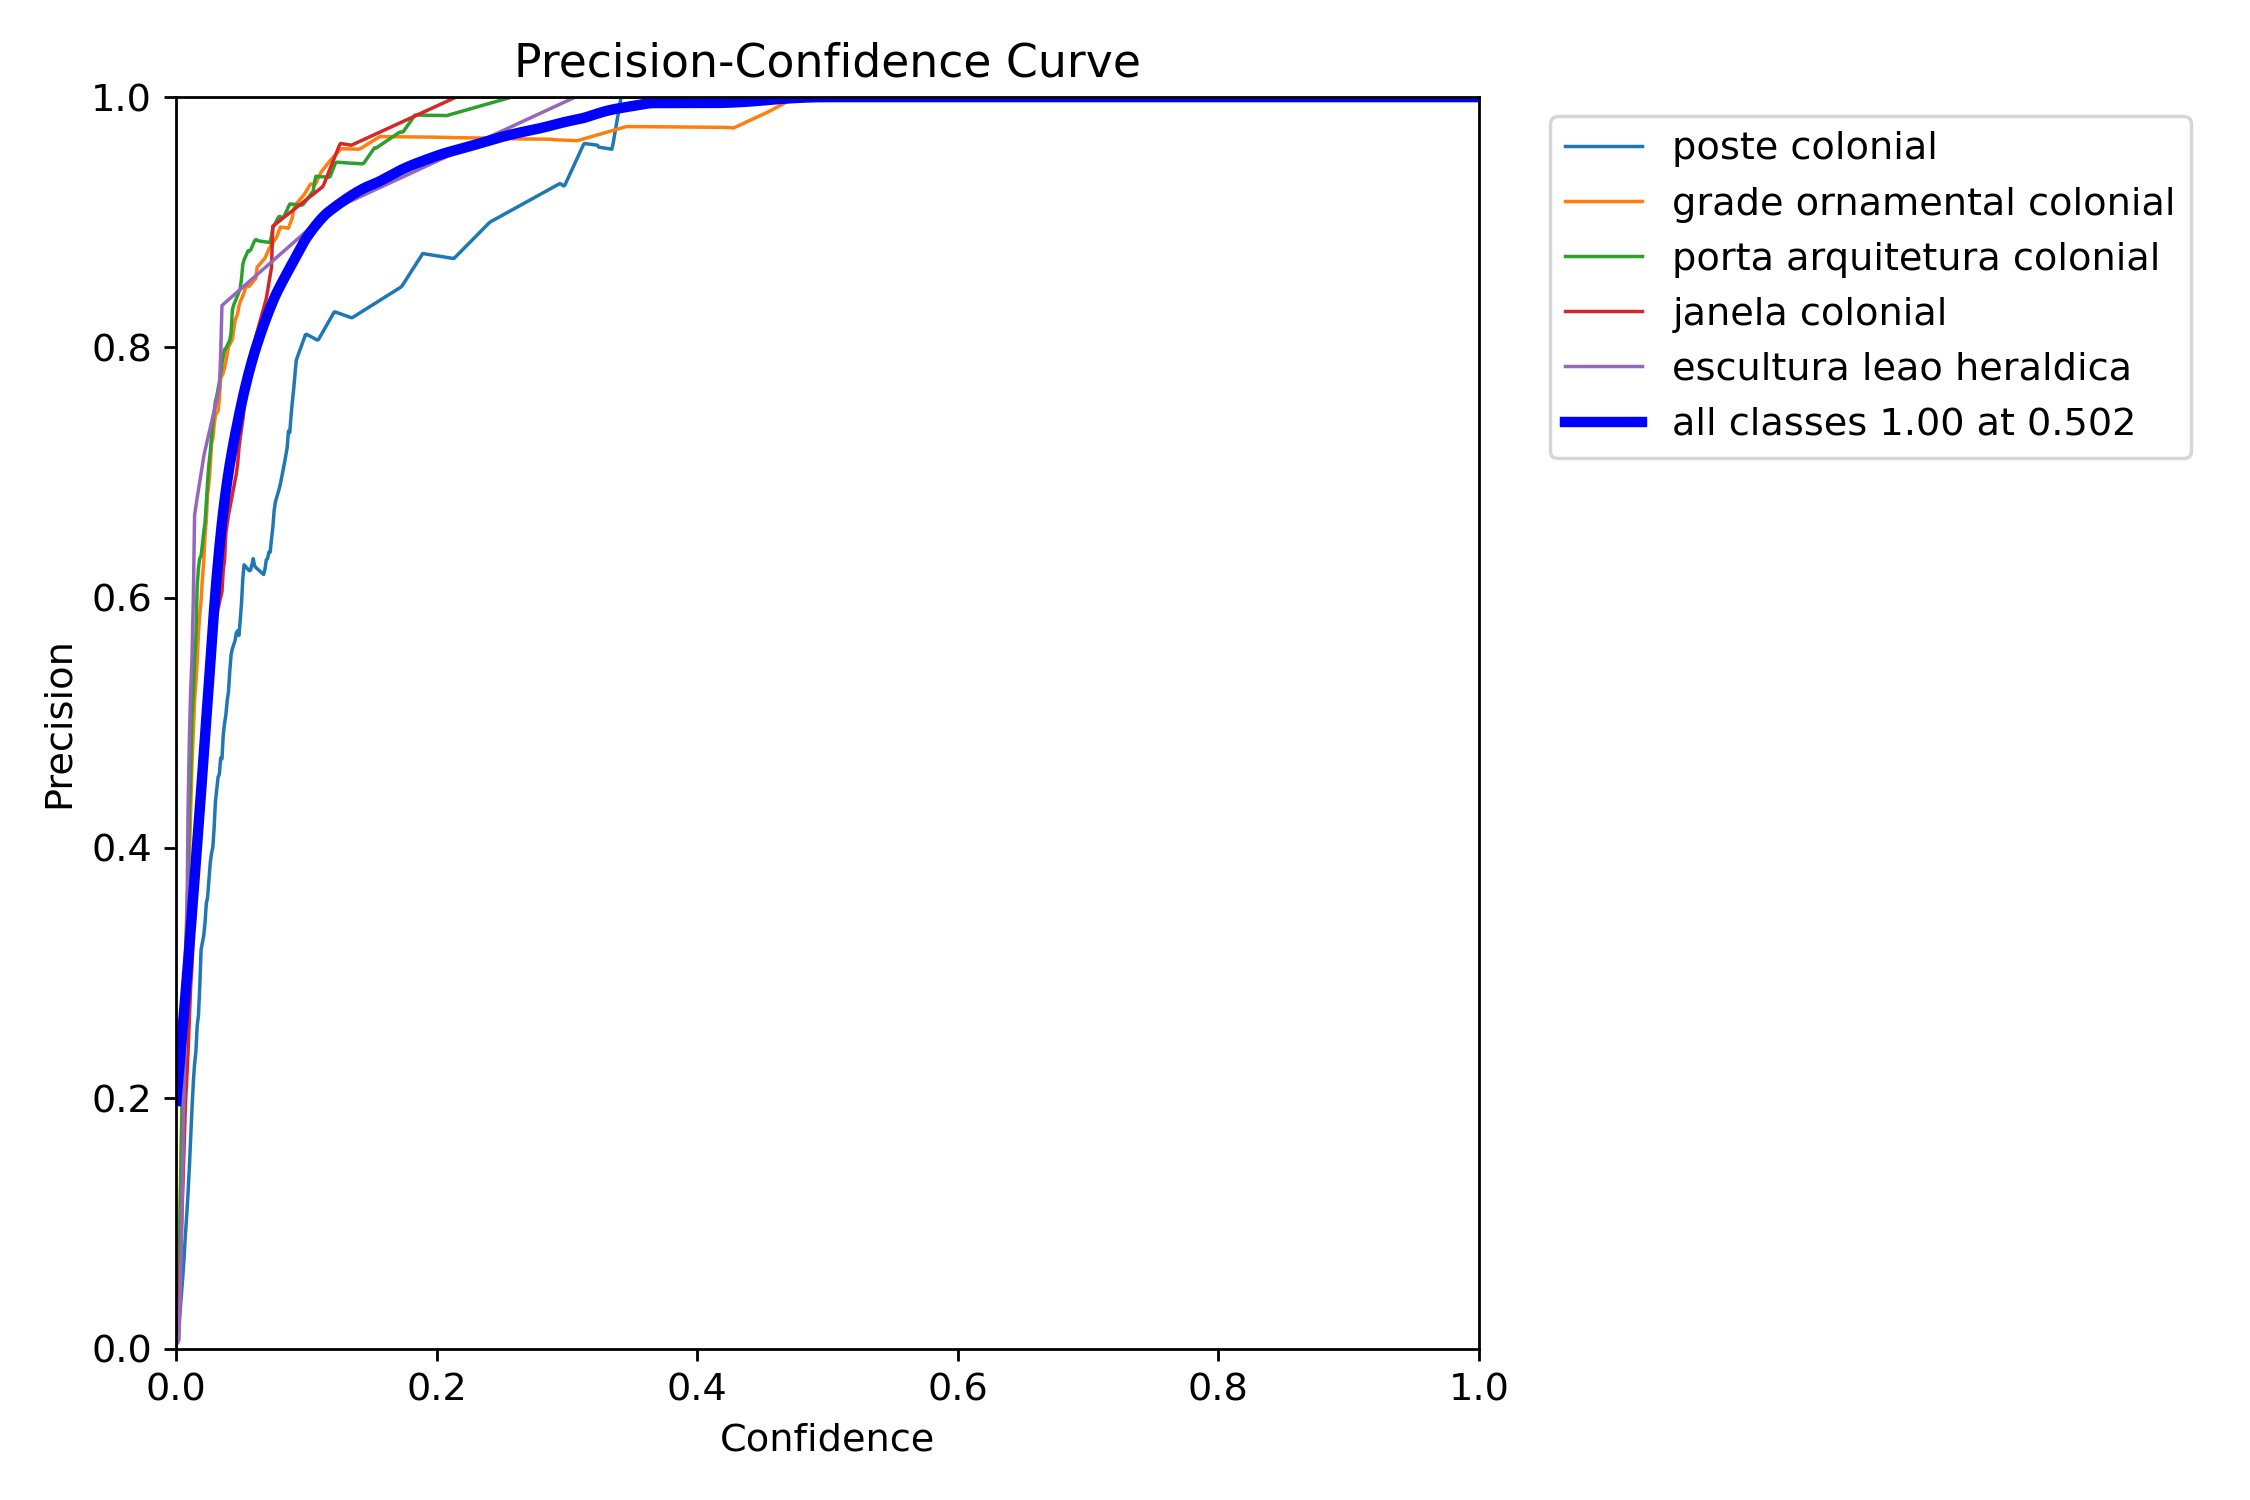 Precision-Confidence Curve
1.0
0.8
0.6
0.4
0.2
0.0
Precision
0.0 0.2 0.4 0.6 0.8 1.0
Confidence
poste colonial
grade ornamental colonial
porta arquitetura colonial
janela colonial
escultura leao heraldica
all classes 1.00 at 0.502